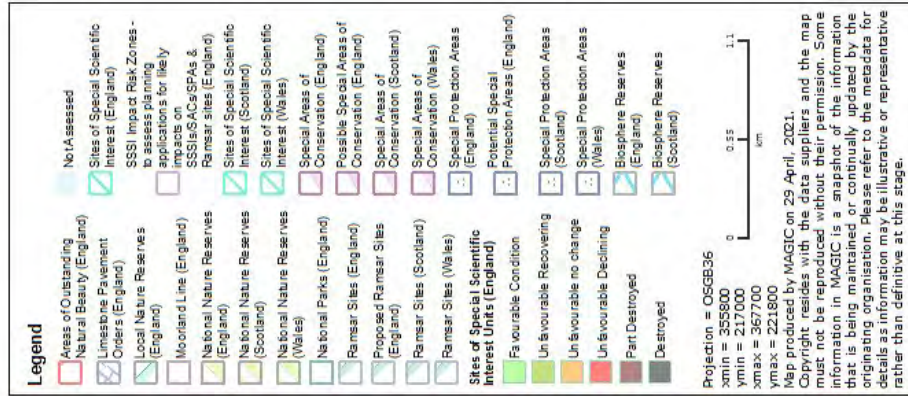 Legend
Areas of Outstanding
Natural Beauty (England)
Limestone Pavement
Orders (England)
Local Nature Reserves
(England)
Moorland Line (England)
National Nature Reserves
(England)
National Nature Reserves
(Scotland)
National Nature Reserves
(Wales)
National Parks (England)
Ramsar Sites (England)
Proposed Ramsar Sites
(England)
Ramsar Sites (Scotland)
Ramsar Sites (Wales)
Sites of Special Scientific
Interest Units (England)
Favourable Condition
Unfavourable Recovering
Unfavourable no change
Unfavourable Declining
Part Destroyed
Destroyed
Not Assessed
Sites of Special Scientific
Interest (England)
SSSI Impact Risk Zones -
to assess planning
applications for likely
impacts on
SSSIs/SACs/SPAs &
Ramsar sites (England)
Sites of Special Scientific
Interest (Scotland)
Sites of Special Scientific
Interest (Wales)
Special Areas of
Conservation (England)
Possible Special Areas of
Conservation (England)
Special Areas of
Conservation (Scotland)
Special Areas of
Conservation (Wales)
Special Protection Areas
(England)
Potential Special
Protection Areas (England)
Special Protection Areas
(Scotland)
Special Protection Areas
(Wales)
Biosphere Reserves
(England)
Biosphere Reserves
(Scotland)
Projection = OSGB36
xmin = 355800
ymin = 217000
xmax = 367700
ymax = 221800
0 0.55 1.1
km
Map produced by MAGIC on 29 April, 2021.
Copyright resides with the data suppliers and the map
must not be reproduced without their permission. Some
information in MAGIC is a snapshot of the information
that is being maintained or continually updated by the
originating organisation. Please refer to the metadata for
details as information may be illustrative or representative
rather than definitive at this stage.